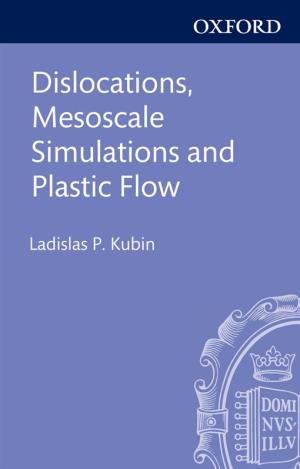 OXFORD
Dislocations,
Mesoscale
Simulations and
Plastic Flow
Ladislas P. Kubin
DOMI
NVS·
ILLV